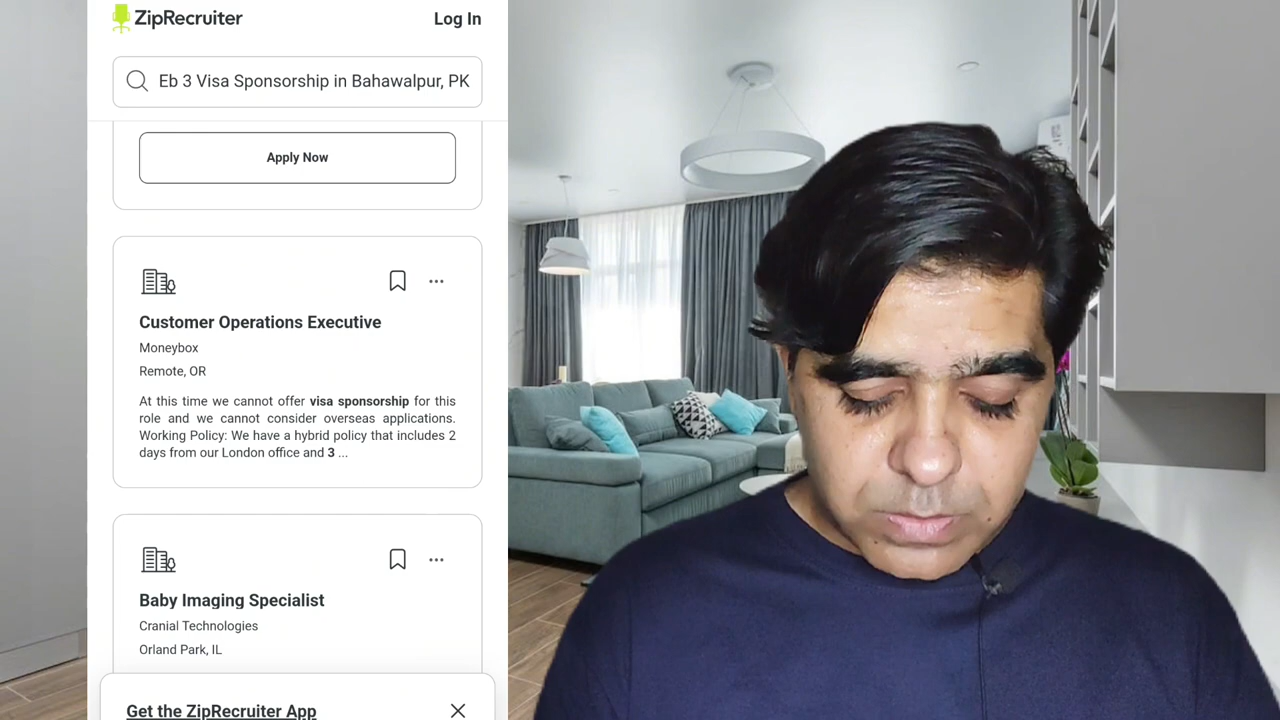 ZipRecruiter
Log In
Eb 3 Visa Sponsorship in Bahawalpur, PK
Apply Now
Customer Operations Executive
Moneybox
Remote, OR
At this time we cannot offer visa sponsorship for this
role and we cannot consider overseas applications.
Working Policy: We have a hybrid policy that includes 2
days from our London office and 3 ...
Baby Imaging Specialist
Cranial Technologies
Orland Park, IL
Get the ZipRecruiter App